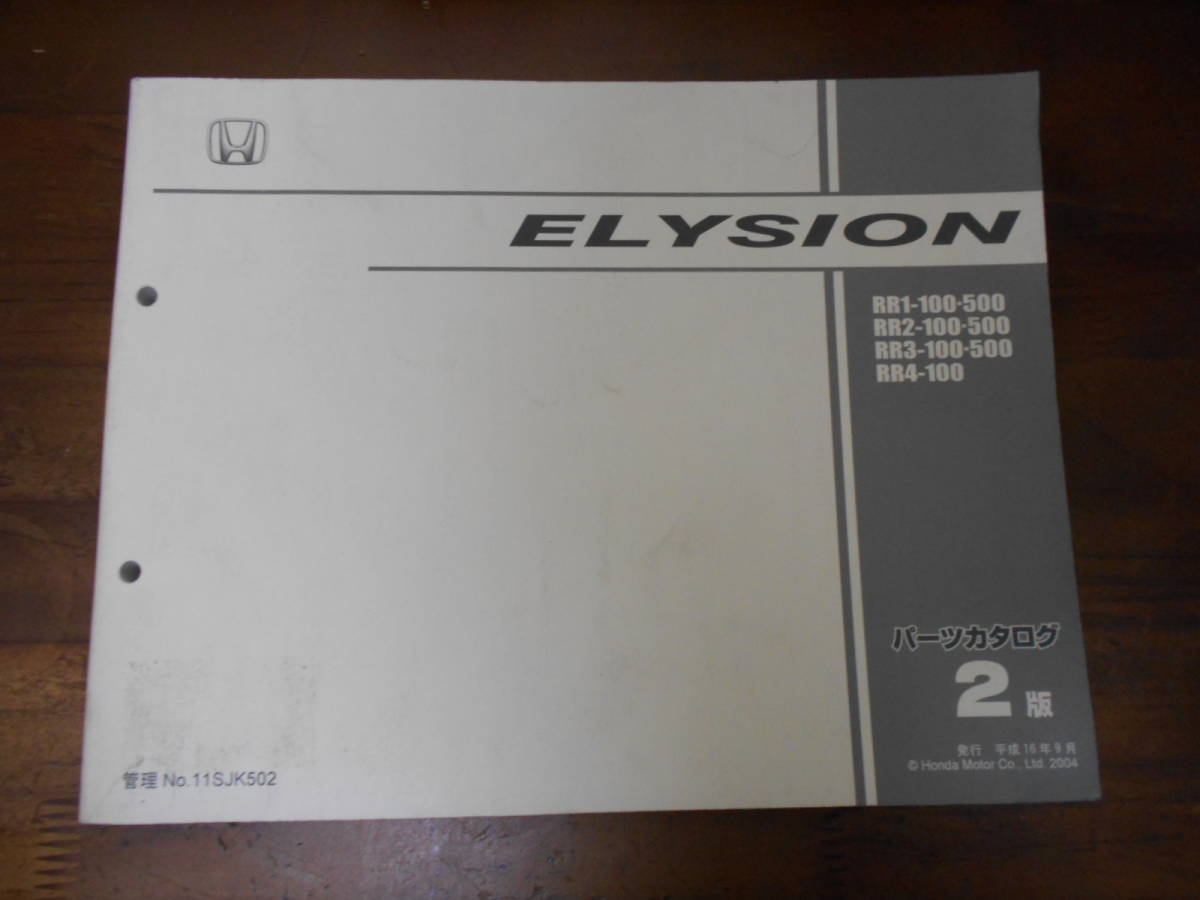 ELYSION
RR1-100·500
RR2-100·500
RR3-100·500
RR4-100
パーツカタログ
2版
発行 平成16年9月
© Honda Motor Co., Ltd. 2004
管理 No.11SJK502